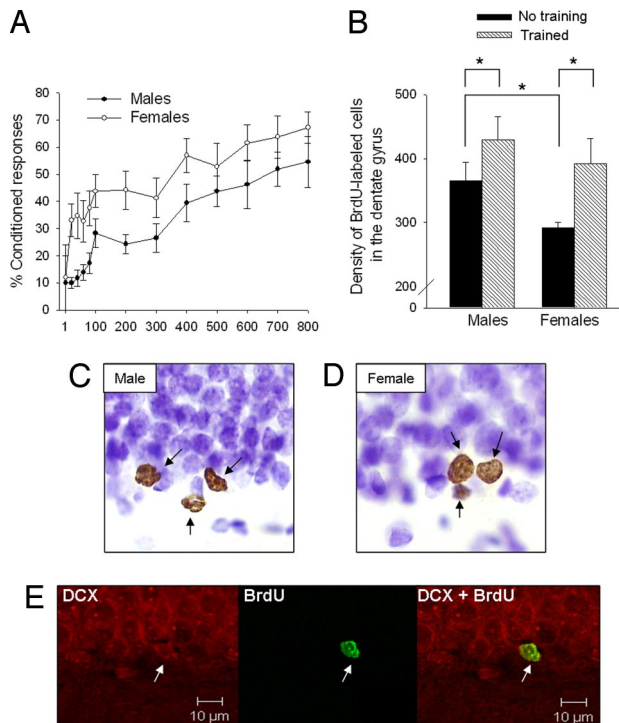 A
Males
Females
% Conditioned responses
80
70
60
50
40
30
20
10
0
1 100 200 300 400 500 600 700 800
B
No training
Trained
*
*
*
Density of BrdU-labeled cells
in the dentate gyrus
500
400
300
200
0
Males Females
C
Male
D
Female
E
DCX
BrdU
DCX + BrdU
10 µm
10 µm